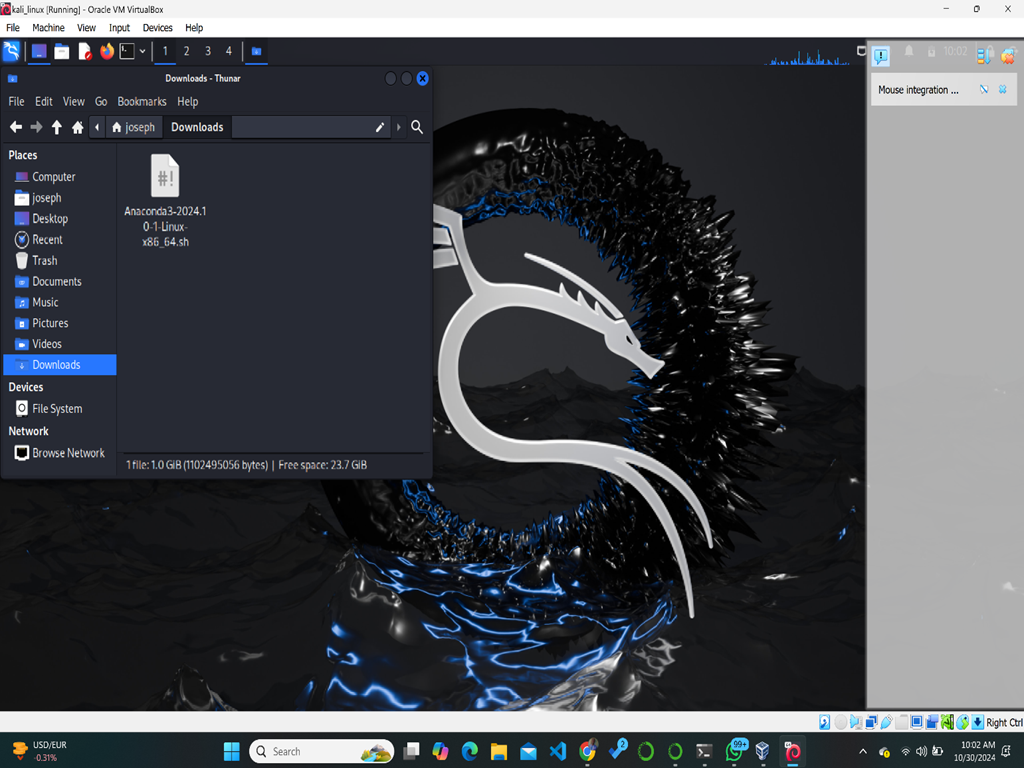 kali_linux [Running] - Oracle VM VirtualBox
File Machine View Input Devices Help
1 2 3 4
10:02
Downloads - Thunar
Mouse integration ...
File Edit View Go Bookmarks Help
joseph Downloads
Places
Computer
joseph
Desktop
Recent
Trash
Documents
Music
Pictures
Videos
Downloads
Devices
File System
Network
Browse Network
#!
Anaconda3-2024.1
0-1-Linux-
x86_64.sh
1 file: 1.0 GiB (1102495056 bytes) | Free space: 23.7 GiB
Right Ctrl
USD/EUR
-0.31%
Search
2
99+
10:02 AM
10/30/2024